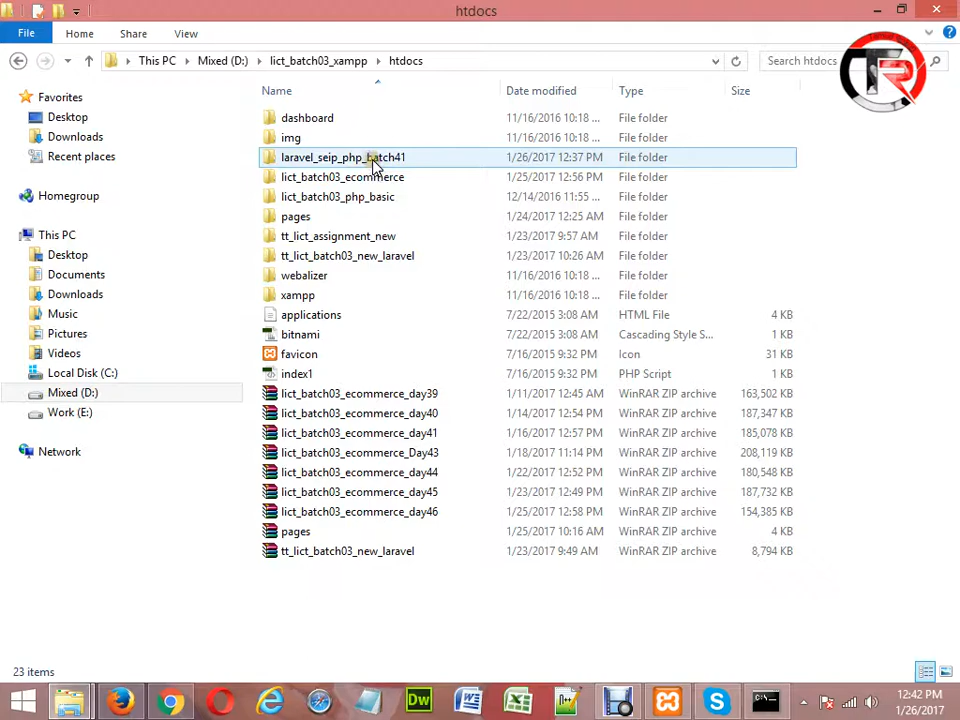 htdocs
File Home Share View
This PC Mixed (D:) lict_batch03_xampp htdocs Search htdocs
TR
Name Date modified Type Size
Favorites
Desktop
Downloads
Recent places
Homegroup
This PC
Desktop
Documents
Downloads
Music
Pictures
Videos
Local Disk (C:)
Mixed (D:)
Work (E:)
Network
dashboard 11/16/2016 10:18 ... File folder
img 11/16/2016 10:18 ... File folder
laravel_seip_php_batch41 1/26/2017 12:37 PM File folder
lict_batch03_ecommerce 1/25/2017 12:56 PM File folder
lict_batch03_php_basic 12/14/2016 11:55 ... File folder
pages 1/24/2017 12:25 AM File folder
tt_lict_assignment_new 1/23/2017 9:57 AM File folder
tt_lict_batch03_new_laravel 1/23/2017 10:26 AM File folder
webalizer 11/16/2016 10:18 ... File folder
xampp 11/16/2016 10:18 ... File folder
applications 7/22/2015 3:08 AM HTML File 4 KB
bitnami 7/22/2015 3:08 AM Cascading Style S... 1 KB
favicon 7/16/2015 9:32 PM Icon 31 KB
index1 7/16/2015 9:32 PM PHP Script 1 KB
lict_batch03_ecommerce_day39 1/11/2017 12:45 AM WinRAR ZIP archive 163,502 KB
lict_batch03_ecommerce_day40 1/14/2017 12:54 PM WinRAR ZIP archive 187,347 KB
lict_batch03_ecommerce_day41 1/16/2017 12:57 PM WinRAR ZIP archive 185,078 KB
lict_batch03_ecommerce_Day43 1/18/2017 11:14 PM WinRAR ZIP archive 208,119 KB
lict_batch03_ecommerce_day44 1/22/2017 12:52 PM WinRAR ZIP archive 180,548 KB
lict_batch03_ecommerce_day45 1/23/2017 12:49 PM WinRAR ZIP archive 187,732 KB
lict_batch03_ecommerce_day46 1/25/2017 12:58 PM WinRAR ZIP archive 154,385 KB
pages 1/25/2017 10:16 AM WinRAR ZIP archive 4 KB
tt_lict_batch03_new_laravel 1/23/2017 9:49 AM WinRAR ZIP archive 8,794 KB
23 items
Dw
12:42 PM
1/26/2017